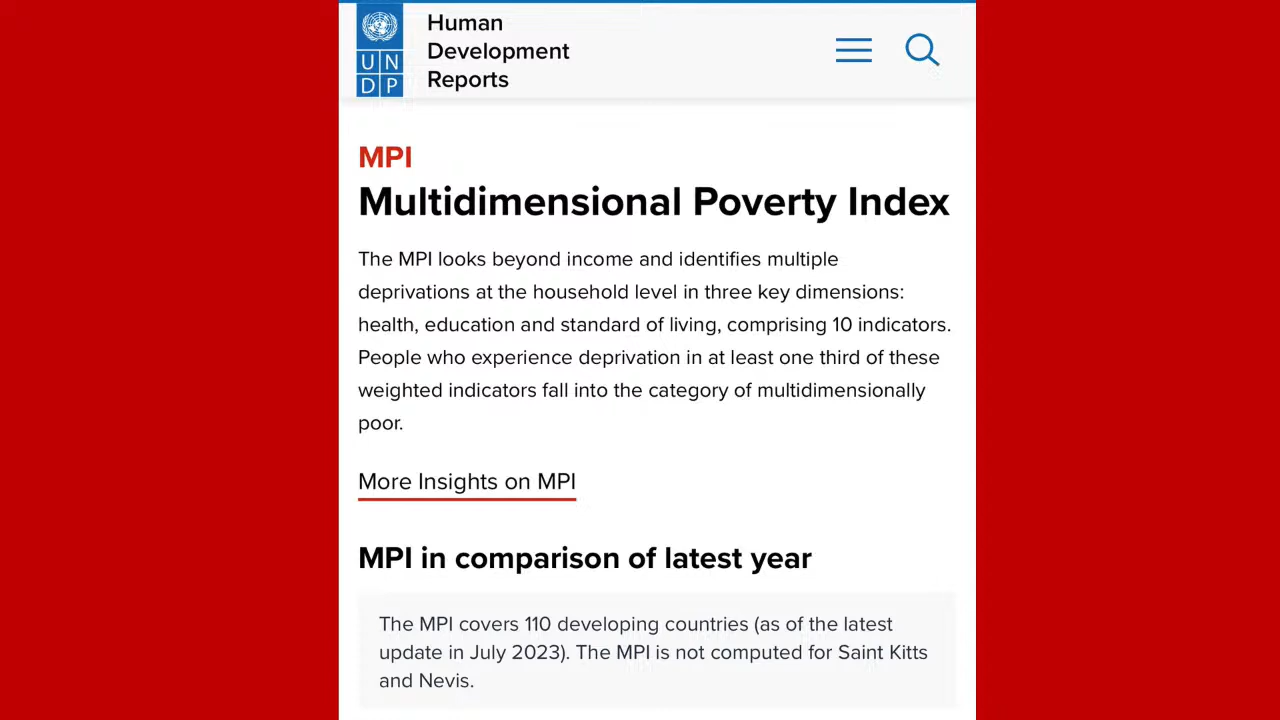 Human
Development
Reports
UN
DP
MPI
Multidimensional Poverty Index
The MPI looks beyond income and identifies multiple
deprivations at the household level in three key dimensions:
health, education and standard of living, comprising 10 indicators.
People who experience deprivation in at least one third of these
weighted indicators fall into the category of multidimensionally
poor.
More Insights on MPI
MPI in comparison of latest year
The MPI covers 110 developing countries (as of the latest
update in July 2023). The MPI is not computed for Saint Kitts
and Nevis.